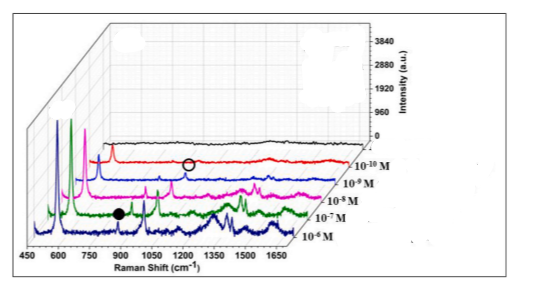 3840
2880
1920
960
0
Intensity (a.u.)
10⁻¹⁰ M
10⁻⁹ M
10⁻⁸ M
10⁻⁷ M
10⁻⁶ M
450 600 750 900 1050 1200 1350 1500 1650
Raman Shift (cm⁻¹)